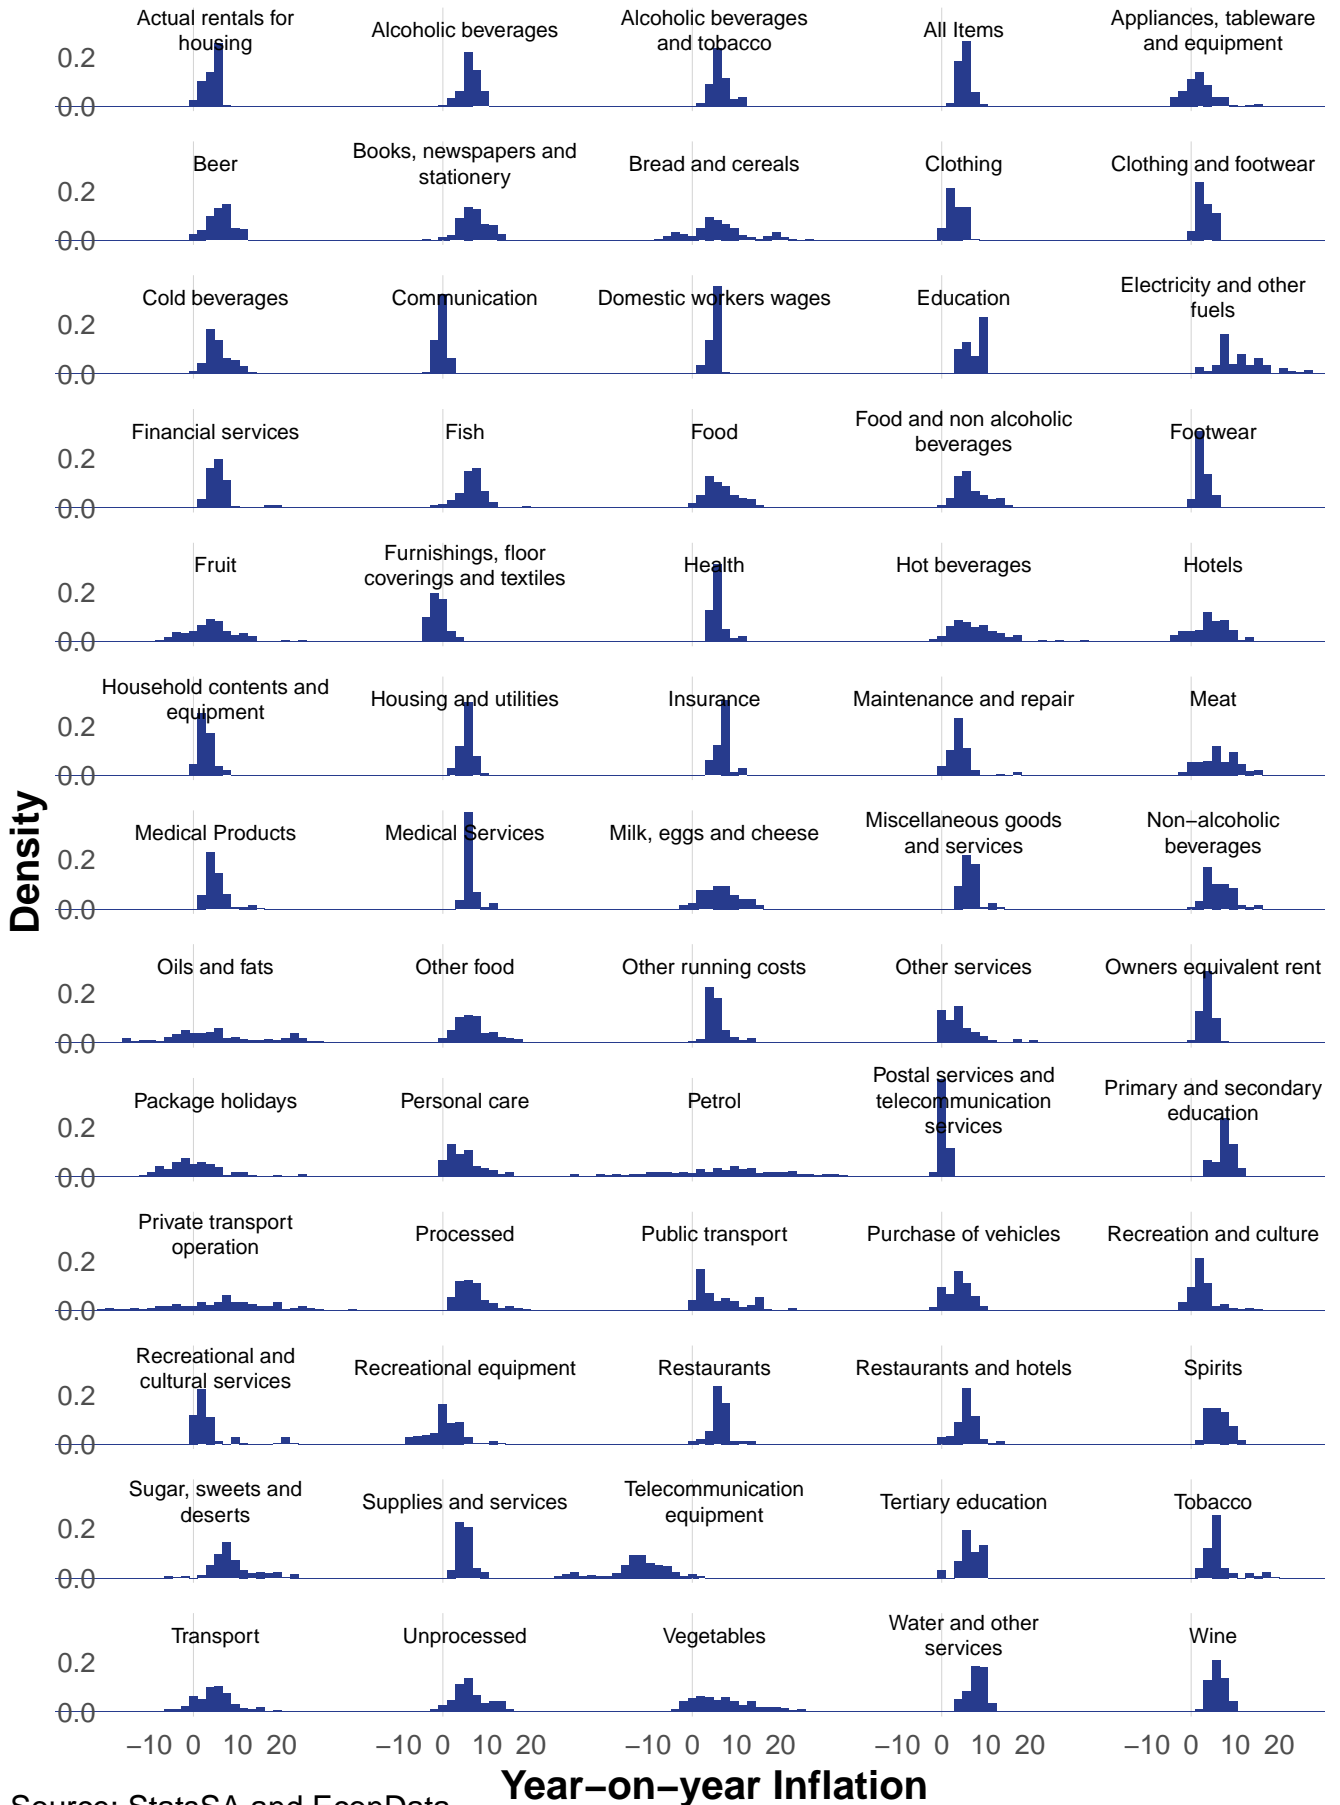 Actual rentals for
housing
Alcoholic beverages
Alcoholic beverages
and tobacco
All Items
Appliances, tableware
and equipment
0.2
0.0
Beer
Books, newspapers and
stationery
Bread and cereals
Clothing
Clothing and footwear
0.2
0.0
Cold beverages
Communication
Domestic workers wages
Education
Electricity and other
fuels
0.2
0.0
Financial services
Fish
Food
Food and non alcoholic
beverages
Footwear
0.2
0.0
Fruit
Furnishings, floor
coverings and textiles
Health
Hot beverages
Hotels
0.2
0.0
Household contents and
equipment
Housing and utilities
Insurance
Maintenance and repair
Meat
0.2
0.0
Medical Products
Medical Services
Milk, eggs and cheese
Miscellaneous goods
and services
Non−alcoholic
beverages
0.2
0.0
Oils and fats
Other food
Other running costs
Other services
Owners equivalent rent
0.2
0.0
Package holidays
Personal care
Petrol
Postal services and
telecommunication
services
Primary and secondary
education
0.2
0.0
Private transport
operation
Processed
Public transport
Purchase of vehicles
Recreation and culture
0.2
0.0
Recreational and
cultural services
Recreational equipment
Restaurants
Restaurants and hotels
Spirits
0.2
0.0
Sugar, sweets and
deserts
Supplies and services
Telecommunication
equipment
Tertiary education
Tobacco
0.2
0.0
Transport
Unprocessed
Vegetables
Water and other
services
Wine
0.2
0.0
−10 0 10 20 −10 0 10 20 −10 0 10 20 −10 0 10 20 −10 0 10 20
Density
Year−on−year Inflation
Source: StatsSA and EconData